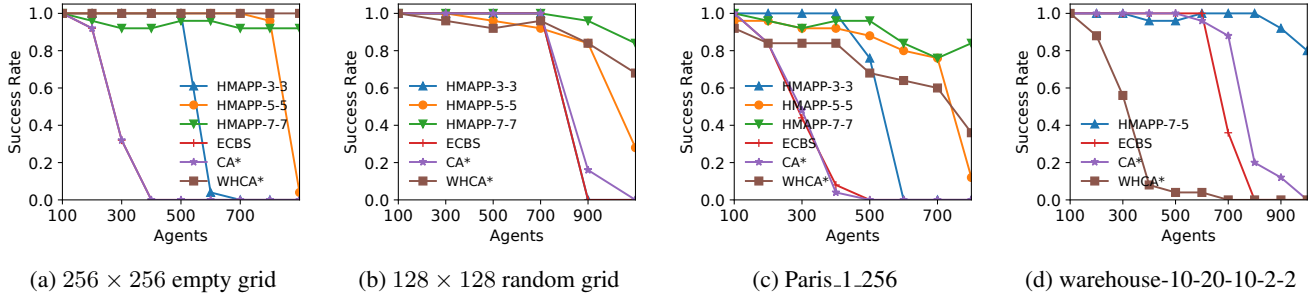 1.0
0.8
0.6
0.4
0.2
0.0
Success Rate
100 300 500 700
Agents
HMAPP-3-3
HMAPP-5-5
HMAPP-7-7
ECBS
CA*
WHCA*
(a) 256 × 256 empty grid
1.0
0.8
0.6
0.4
0.2
0.0
Success Rate
100 300 500 700 900
Agents
HMAPP-3-3
HMAPP-5-5
HMAPP-7-7
ECBS
CA*
WHCA*
(b) 128 × 128 random grid
1.0
0.8
0.6
0.4
0.2
0.0
Success Rate
100 300 500 700
Agents
HMAPP-3-3
HMAPP-5-5
HMAPP-7-7
ECBS
CA*
WHCA*
(c) Paris_1_256
1.0
0.8
0.6
0.4
0.2
0.0
Success Rate
100 300 500 700 900
Agents
HMAPP-7-5
ECBS
CA*
WHCA*
(d) warehouse-10-20-10-2-2